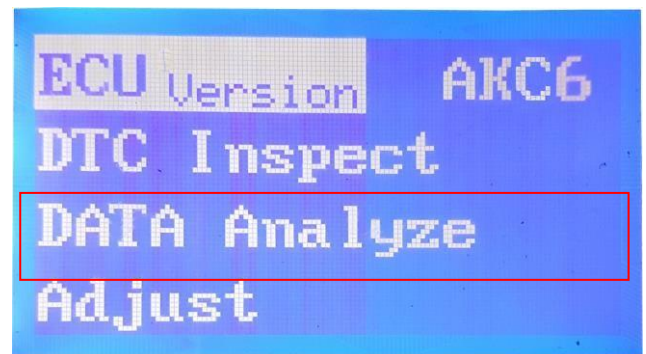 ECU Version AKC6
DTC Inspect
DATA Analyze
Adjust